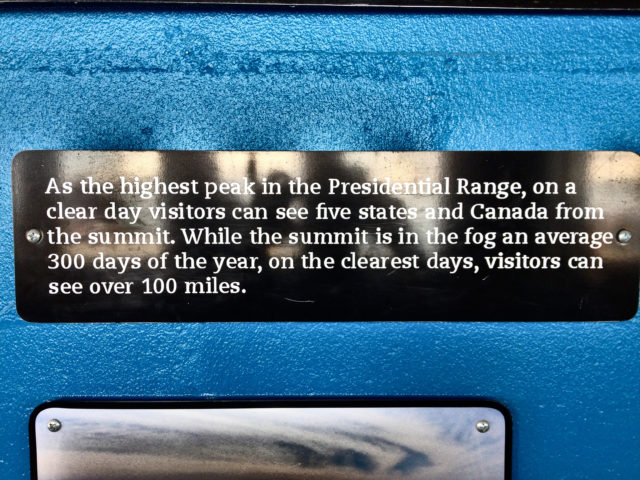 As the highest peak in the Presidential Range, on a
clear day visitors can see five states and Canada from
the summit. While the summit is in the fog an average
300 days of the year, on the clearest days, visitors can
see over 100 miles.